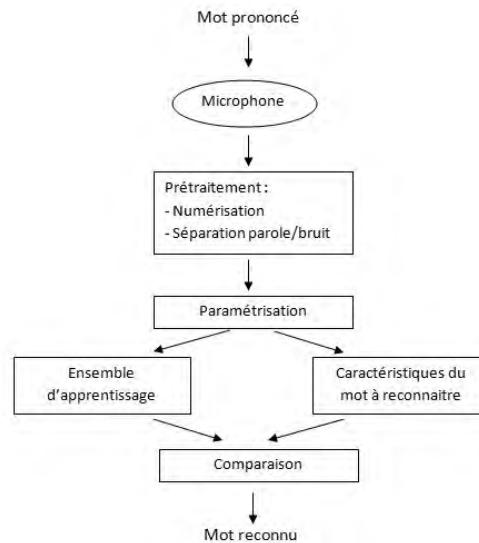 Mot prononcé
Microphone
Prétraitement :
- Numérisation
- Séparation parole/bruit
Paramétrisation
Ensemble
d'apprentissage
Caractéristiques du
mot à reconnaitre
Comparaison
Mot reconnu